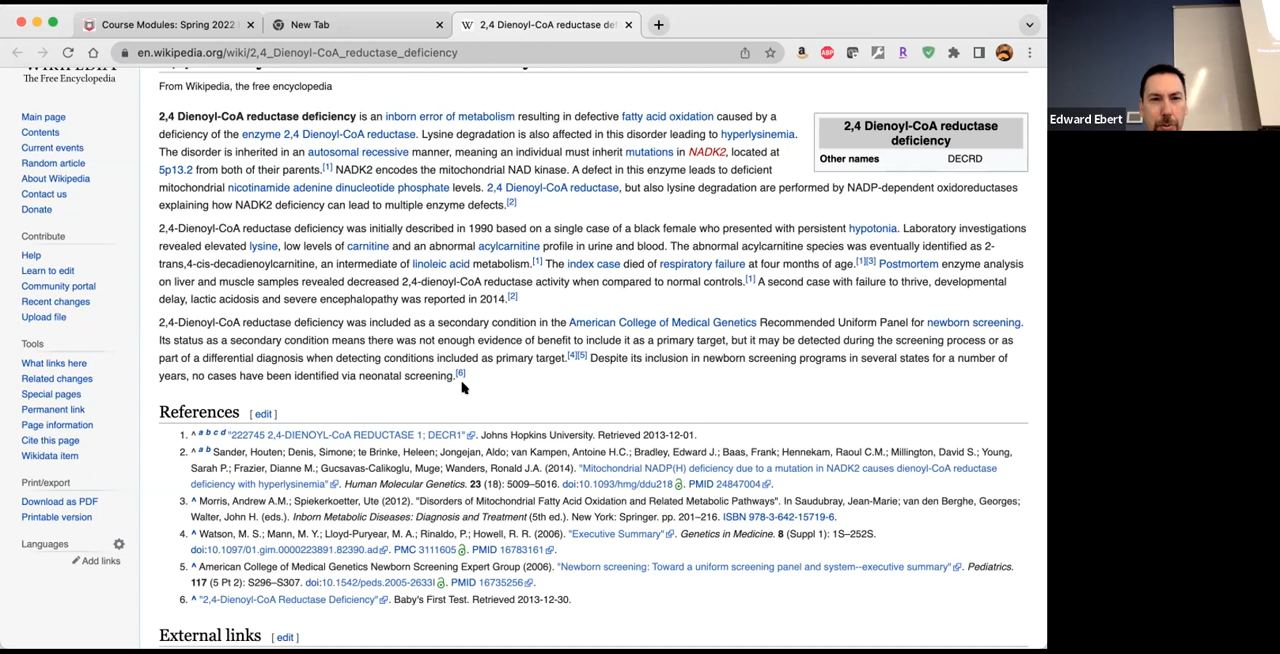 Course Modules: Spring 2022
New Tab
2,4 Dienoyl-CoA reductase de
en.wikipedia.org/wiki/2,4_Dienoyl-CoA_reductase_deficiency
The Free Encyclopedia
Main page
Contents
Current events
Random article
About Wikipedia
Contact us
Donate
Contribute
Help
Learn to edit
Community portal
Recent changes
Upload file
Tools
What links here
Related changes
Special pages
Permanent link
Page information
Cite this page
Wikidata item
Print/export
Download as PDF
Printable version
Languages
Add links
From Wikipedia, the free encyclopedia
2,4 Dienoyl-CoA reductase deficiency is an inborn error of metabolism resulting in defective fatty acid oxidation caused by a
deficiency of the enzyme 2,4 Dienoyl-CoA reductase. Lysine degradation is also affected in this disorder leading to hyperlysinemia.
The disorder is inherited in an autosomal recessive manner, meaning an individual must inherit mutations in NADK2, located at
5p13.2 from both of their parents.[1] NADK2 encodes the mitochondrial NAD kinase. A defect in this enzyme leads to deficient
mitochondrial nicotinamide adenine dinucleotide phosphate levels. 2,4 Dienoyl-CoA reductase, but also lysine degradation are performed by NADP-dependent oxidoreductases
explaining how NADK2 deficiency can lead to multiple enzyme defects.[2]
2,4 Dienoyl-CoA reductase
deficiency
Other names DECRD
2,4-Dienoyl-CoA reductase deficiency was initially described in 1990 based on a single case of a black female who presented with persistent hypotonia. Laboratory investigations
revealed elevated lysine, low levels of carnitine and an abnormal acylcarnitine profile in urine and blood. The abnormal acylcarnitine species was eventually identified as 2-
trans,4-cis-decadienoylcarnitine, an intermediate of linoleic acid metabolism.[1] The index case died of respiratory failure at four months of age.[1][3] Postmortem enzyme analysis
on liver and muscle samples revealed decreased 2,4-dienoyl-CoA reductase activity when compared to normal controls.[1] A second case with failure to thrive, developmental
delay, lactic acidosis and severe encephalopathy was reported in 2014.[2]
2,4-Dienoyl-CoA reductase deficiency was included as a secondary condition in the American College of Medical Genetics Recommended Uniform Panel for newborn screening.
Its status as a secondary condition means there was not enough evidence of benefit to include it as a primary target, but it may be detected during the screening process or as
part of a differential diagnosis when detecting conditions included as primary target.[4][5] Despite its inclusion in newborn screening programs in several states for a number of
years, no cases have been identified via neonatal screening.[6]
References [ edit ]
1. ^ a b c d "222745 2,4-DIENOYL-CoA REDUCTASE 1; DECR1". Johns Hopkins University. Retrieved 2013-12-01.
2. ^ a b Sander, Houten; Denis, Simone; te Brinke, Heleen; Jongejan, Aldo; van Kampen, Antoine H.C.; Bradley, Edward J.; Baas, Frank; Hennekam, Raoul C.M.; Millington, David S.; Young,
Sarah P.; Frazier, Dianne M.; Gucsavas-Calikoglu, Muge; Wanders, Ronald J.A. (2014). "Mitochondrial NADP(H) deficiency due to a mutation in NADK2 causes dienoyl-CoA reductase
deficiency with hyperlysinemia". Human Molecular Genetics. 23 (18): 5009–5016. doi:10.1093/hmg/ddu218. PMID 24847004.
3. ^ Morris, Andrew A.M.; Spiekerkoetter, Ute (2012). "Disorders of Mitochondrial Fatty Acid Oxidation and Related Metabolic Pathways". In Saudubray, Jean-Marie; van den Berghe, Georges;
Walter, John H. (eds.). Inborn Metabolic Diseases: Diagnosis and Treatment (5th ed.). New York: Springer. pp. 201–216. ISBN 978-3-642-15719-6.
4. ^ Watson, M. S.; Mann, M. Y.; Lloyd-Puryear, M. A.; Rinaldo, P.; Howell, R. R. (2006). "Executive Summary". Genetics in Medicine. 8 (Suppl 1): 1S–252S.
doi:10.1097/01.gim.0000223891.82390.ad. PMC 3111605. PMID 16783161.
5. ^ American College of Medical Genetics Newborn Screening Expert Group (2006). "Newborn screening: Toward a uniform screening panel and system--executive summary". Pediatrics.
117 (5 Pt 2): S296–S307. doi:10.1542/peds.2005-2633I. PMID 16735256.
6. ^ "2,4-Dienoyl-CoA Reductase Deficiency". Baby's First Test. Retrieved 2013-12-30.
External links [ edit ]
Edward Ebert